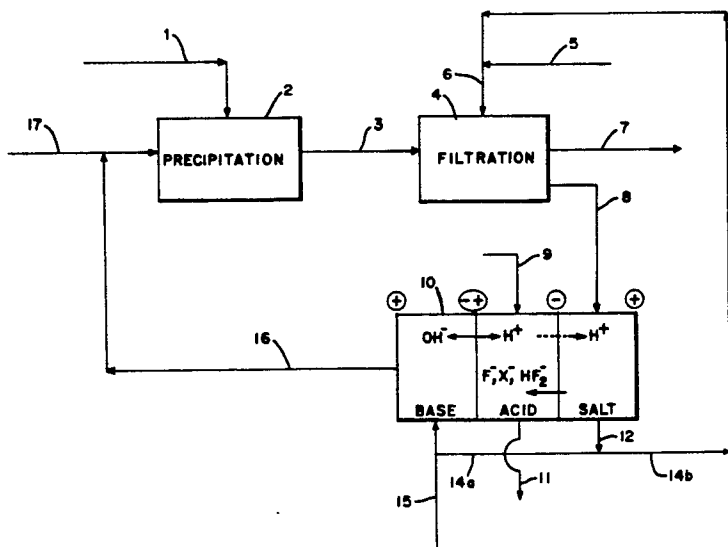 1
2
PRECIPITATION
17
3
4
FILTRATION
5
6
7
8
9
10
+
-+
-
+
OH⁻
H⁺
H⁺
F⁻, X⁻, HF₂⁻
BASE
ACID
SALT
16
12
14a
11
14b
15